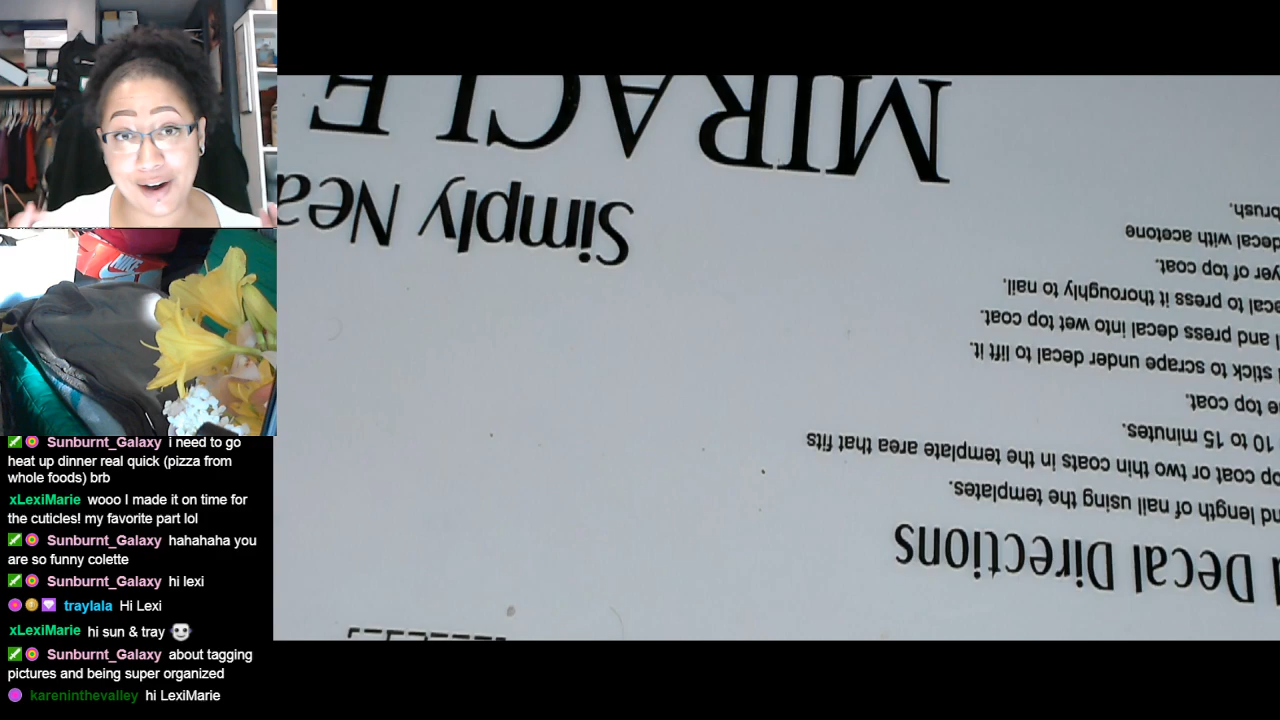 MIRACLE
Simply Nea
Decal Directions
nd length of nail using the templates.
op coat or two thin coats in the template area that fits
10 to 15 minutes.
e top coat.
stick to scrape under decal to lift it.
l and press decal into wet top coat.
ecal to press it thoroughly to nail.
yer of top coat.
decal with acetone
brush.
Sunburnt_Galaxy i need to go
heat up dinner real quick (pizza from
whole foods) brb
xLexiMarie wooo I made it on time for
the cuticles! my favorite part lol
Sunburnt_Galaxy hahahaha you
are so funny colette
Sunburnt_Galaxy hi lexi
traylala Hi Lexi
xLexiMarie hi sun & tray
Sunburnt_Galaxy about tagging
pictures and being super organized
kareninthevalley hi LexiMarie